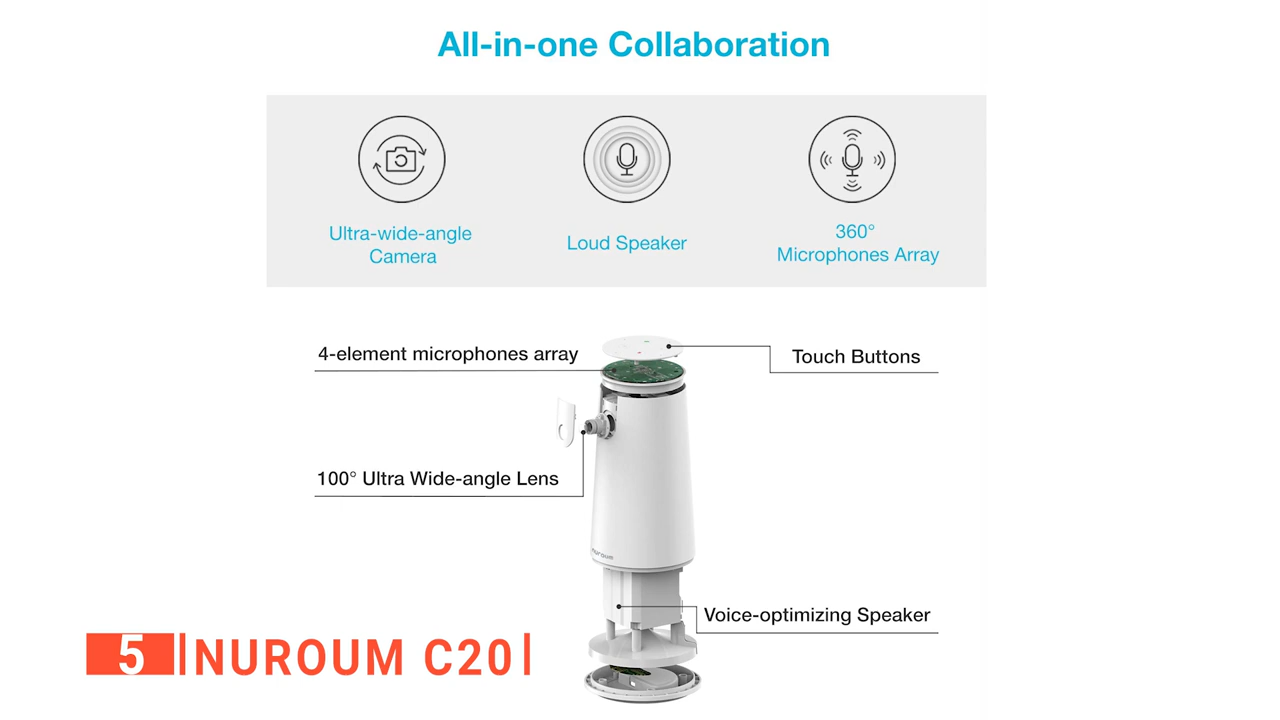 All-in-one Collaboration
Ultra-wide-angle
Camera
Loud Speaker
360°
Microphones Array
4-element microphones array
Touch Buttons
100° Ultra Wide-angle Lens
nuroum
Voice-optimizing Speaker
5 NUROUM C20